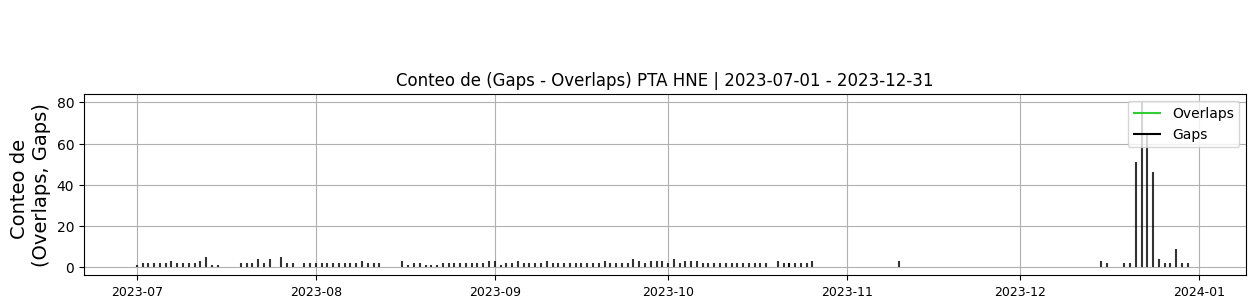 Conteo de (Gaps - Overlaps) PTA HNE | 2023-07-01 - 2023-12-31
Conteo de
(Overlaps, Gaps)
80
60
40
20
0
Overlaps
Gaps
2023-07
2023-08
2023-09
2023-10
2023-11
2023-12
2024-01